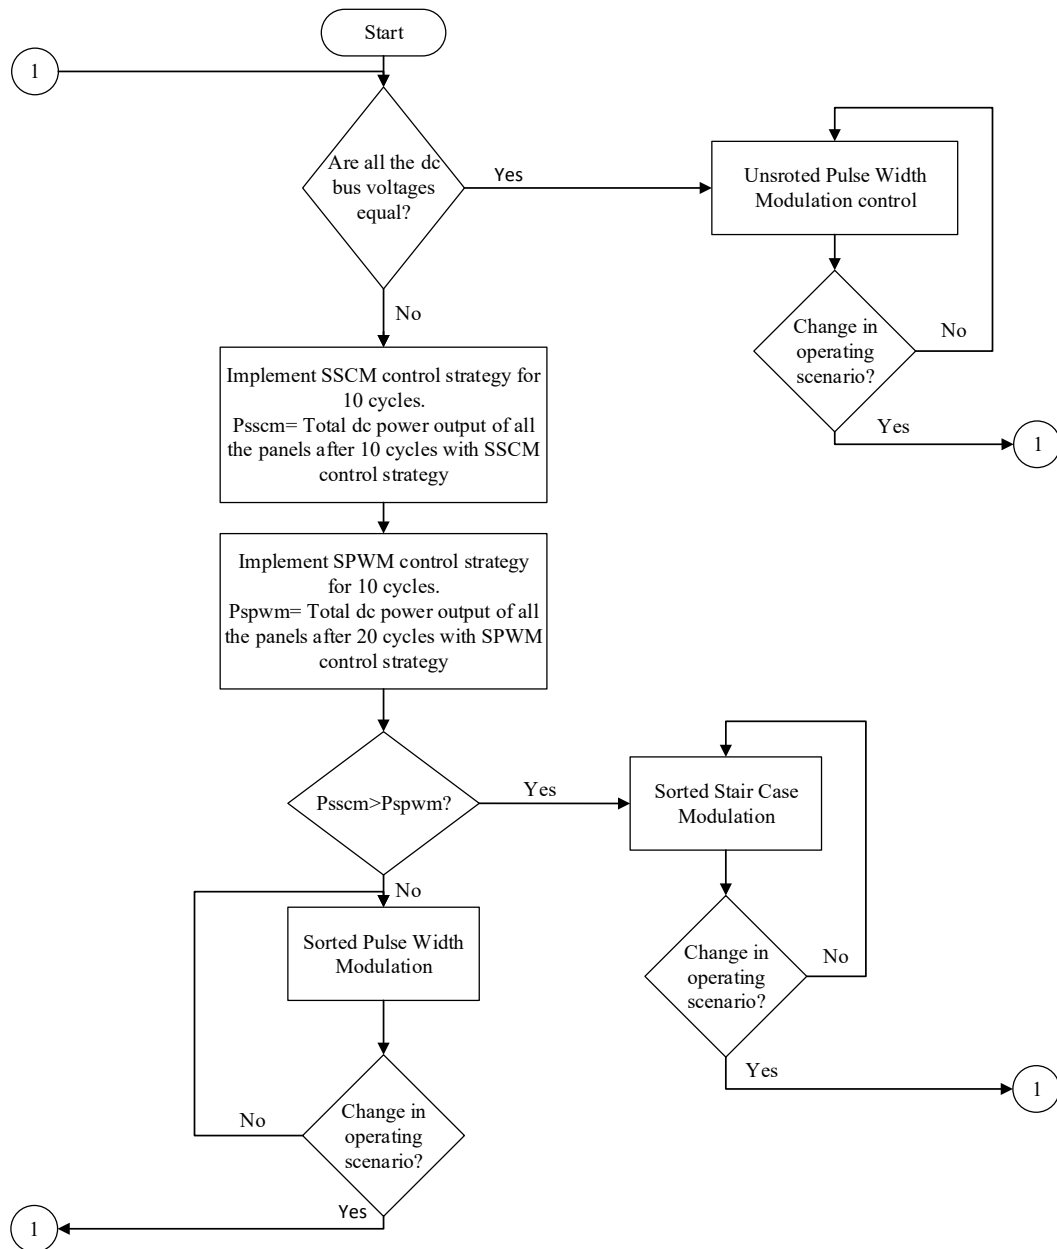 Start
1
Are all the dc
bus voltages
equal?
Yes
Unsroted Pulse Width
Modulation control
No
Change in
operating
scenario?
No
Yes
1
Implement SSCM control strategy for
10 cycles.
Psscm= Total dc power output of all
the panels after 10 cycles with SSCM
control strategy
Implement SPWM control strategy
for 10 cycles.
Pspwm= Total dc power output of all
the panels after 20 cycles with SPWM
control strategy
Psscm>Pspwm?
Yes
Sorted Stair Case
Modulation
No
Sorted Pulse Width
Modulation
Change in
operating
scenario?
No
Yes
1
Change in
operating
scenario?
No
Yes
1